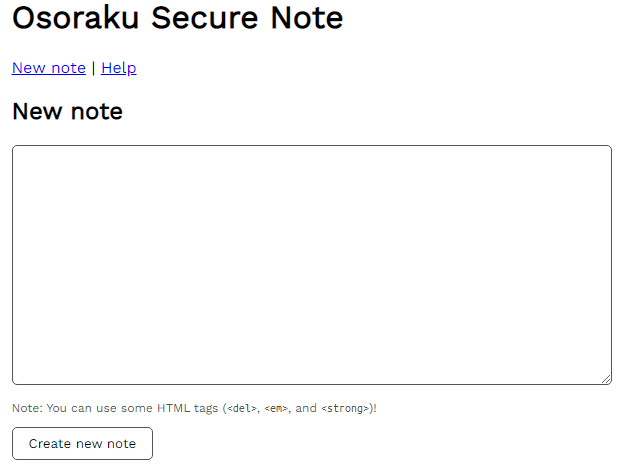 Osoraku Secure Note
New note | Help
New note
Note: You can use some HTML tags (<del>, <em>, and <strong>)!
Create new note